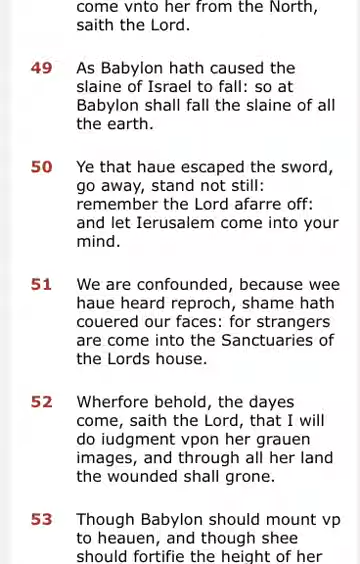 come vnto her from the North,
saith the Lord.
49 As Babylon hath caused the
slaine of Israel to fall: so at
Babylon shall fall the slaine of all
the earth.
50 Ye that haue escaped the sword,
go away, stand not still:
remember the Lord afarre off:
and let Ierusalem come into your
mind.
51 We are confounded, because wee
haue heard reproch, shame hath
couered our faces: for strangers
are come into the Sanctuaries of
the Lords house.
52 Wherfore behold, the dayes
come, saith the Lord, that I will
do iudgment vpon her grauen
images, and through all her land
the wounded shall grone.
53 Though Babylon should mount vp
to heauen, and though shee
should fortifie the height of her